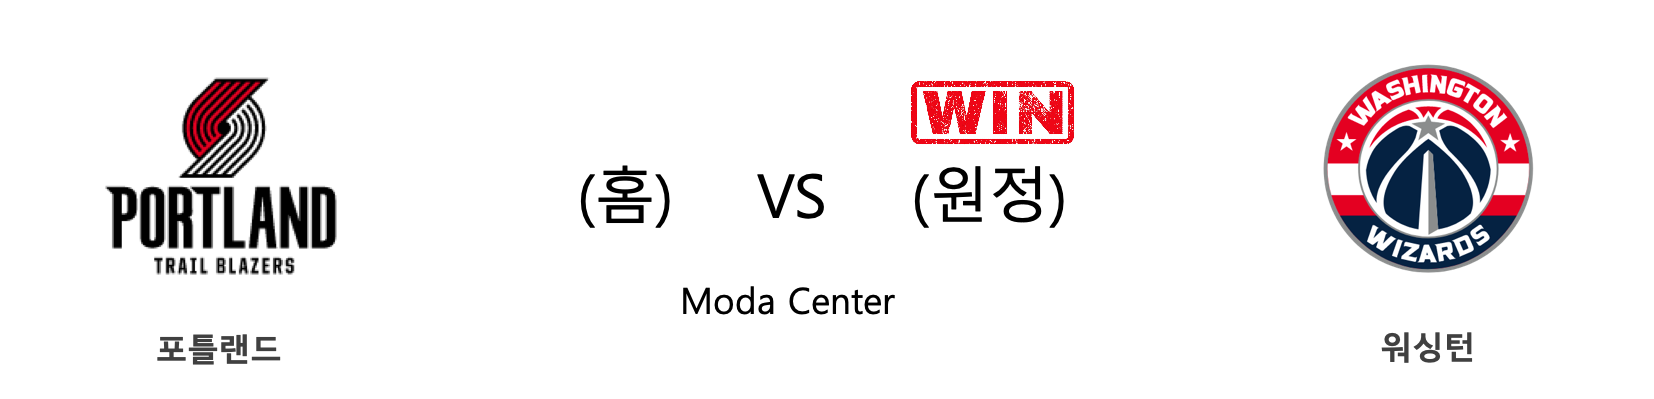 PORTLAND
TRAIL BLAZERS
포틀랜드
(홈) VS (원정)
WIN
Moda Center
WASHINGTON
WIZARDS
워싱턴